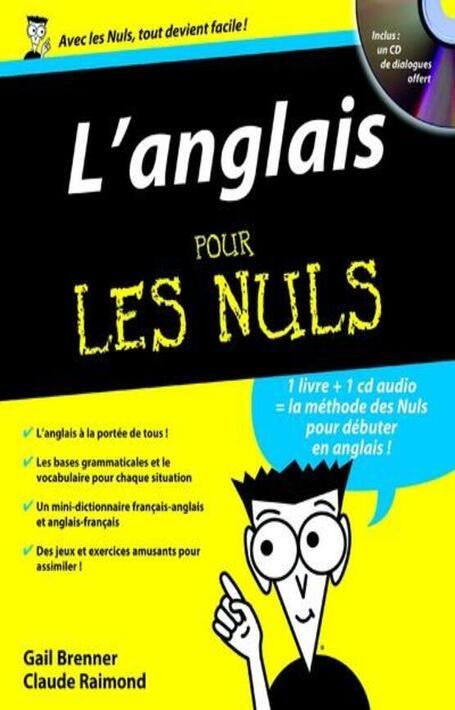 Avec les Nuls, tout devient facile !
Inclus :
un CD
de dialogues
offert
L'anglais
POUR
LES NULS
1 livre + 1 cd audio
= la méthode des Nuls
pour débuter
en anglais !
✓ L'anglais à la portée de tous !
✓ Les bases grammaticales et le
vocabulaire pour chaque situation
✓ Un mini-dictionnaire français-anglais
et anglais-français
✓ Des jeux et exercices amusants pour
assimiler !
Gail Brenner
Claude Raimond